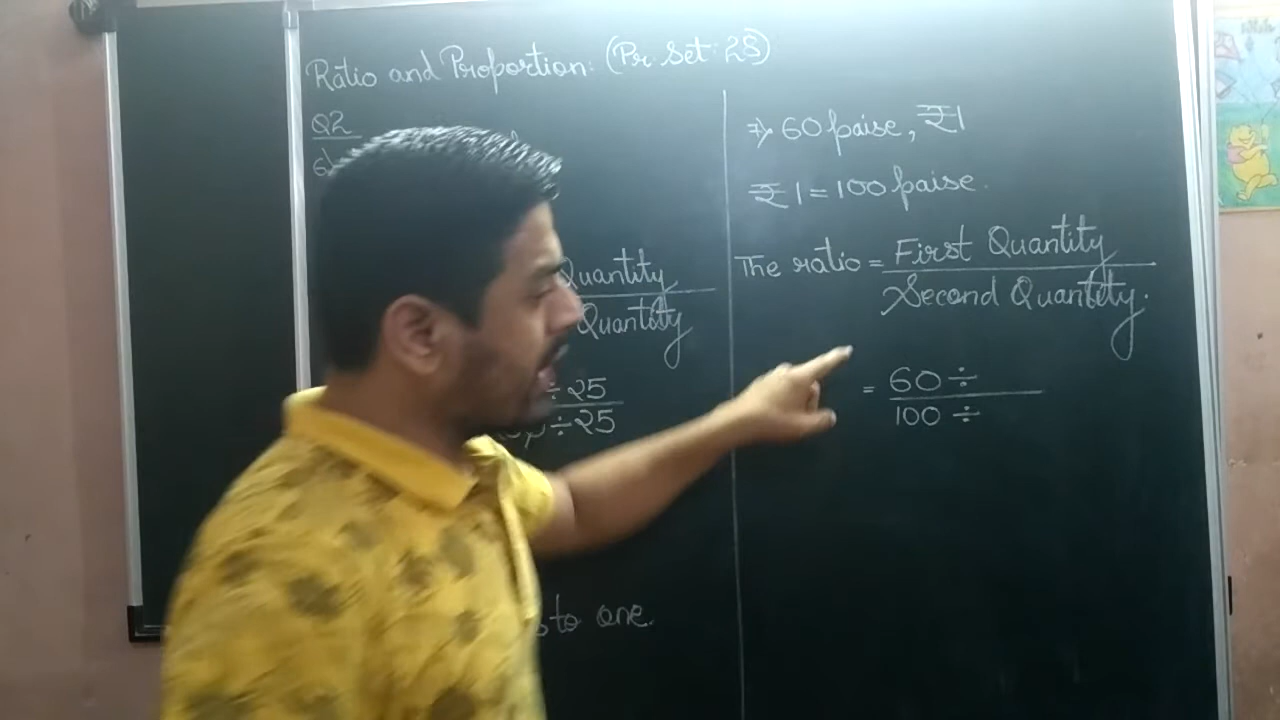 Ratio and Proportion: (Pr. Set: 28)
Q2
Quantity
Quantity
÷ 25
÷ 25
to one.
⇒ 60 paise, ₹1
₹ 1 = 100 paise.
The ratio = First Quantity
Second Quantity.
= 60 ÷
100 ÷